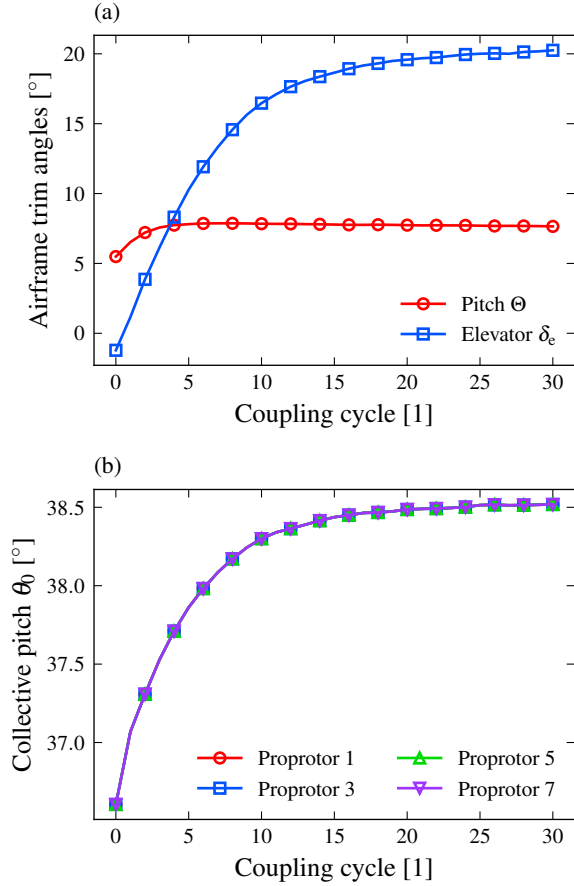 (a)
Airframe trim angles [°]
20
15
10
5
0
Pitch Θ
Elevator δe
0 5 10 15 20 25 30
Coupling cycle [1]
(b)
Collective pitch θ0 [°]
38.5
38.0
37.5
37.0
Proprotor 1 Proprotor 5
Proprotor 3 Proprotor 7
0 5 10 15 20 25 30
Coupling cycle [1]